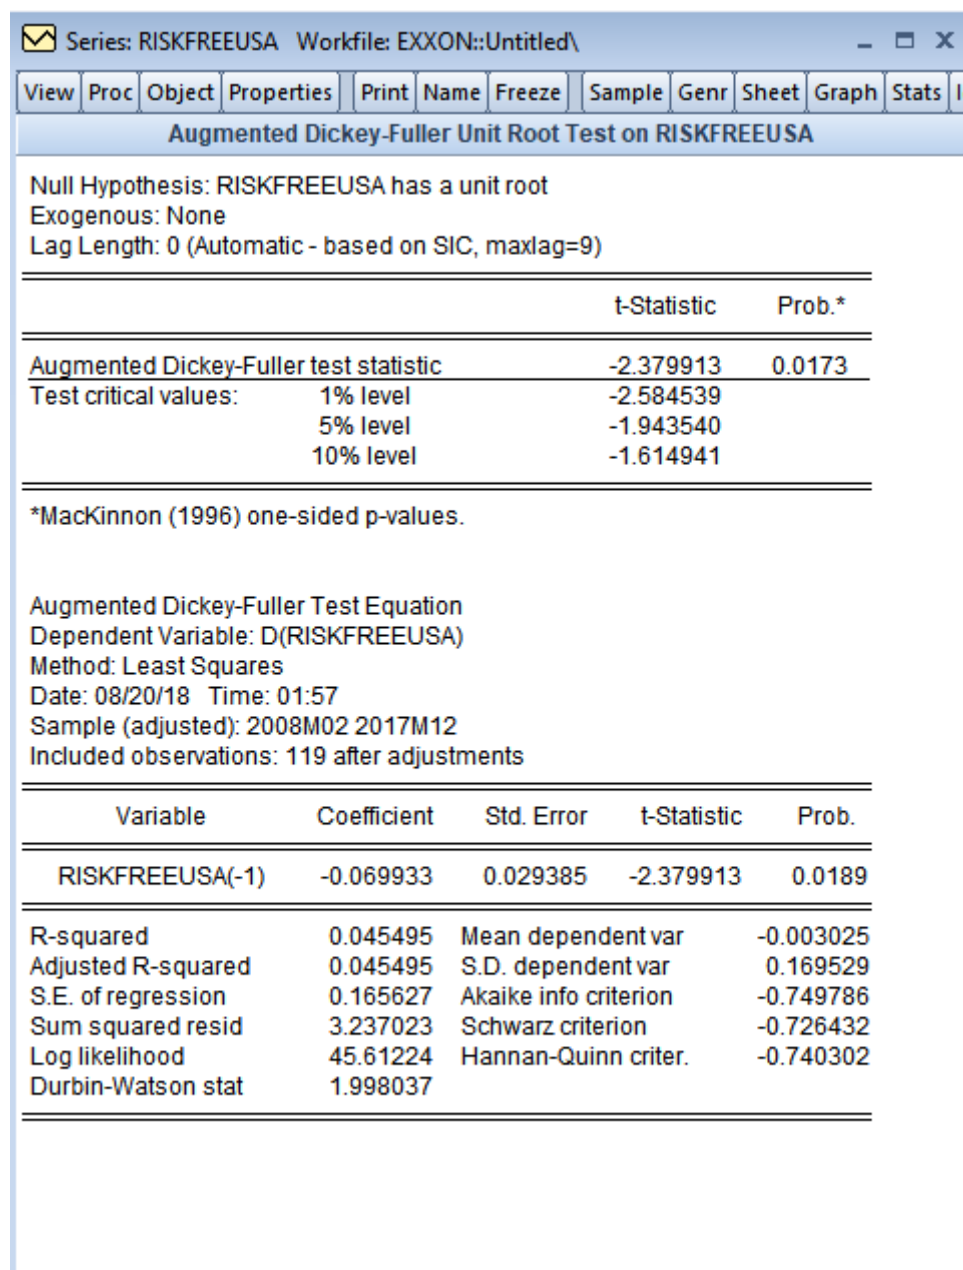 Series: RISKFREEUSA Workfile: EXXON::Untitled\
View Proc Object Properties Print Name Freeze Sample Genr Sheet Graph Stats
Augmented Dickey-Fuller Unit Root Test on RISKFREEUSA
Null Hypothesis: RISKFREEUSA has a unit root
Exogenous: None
Lag Length: 0 (Automatic - based on SIC, maxlag=9)
t-Statistic Prob.*
Augmented Dickey-Fuller test statistic -2.379913 0.0173
Test critical values: 1% level -2.584539
5% level -1.943540
10% level -1.614941
*MacKinnon (1996) one-sided p-values.
Augmented Dickey-Fuller Test Equation
Dependent Variable: D(RISKFREEUSA)
Method: Least Squares
Date: 08/20/18 Time: 01:57
Sample (adjusted): 2008M02 2017M12
Included observations: 119 after adjustments
Variable Coefficient Std. Error t-Statistic Prob.
RISKFREEUSA(-1) -0.069933 0.029385 -2.379913 0.0189
R-squared 0.045495 Mean dependent var -0.003025
Adjusted R-squared 0.045495 S.D. dependent var 0.169529
S.E. of regression 0.165627 Akaike info criterion -0.749786
Sum squared resid 3.237023 Schwarz criterion -0.726432
Log likelihood 45.61224 Hannan-Quinn criter. -0.740302
Durbin-Watson stat 1.998037